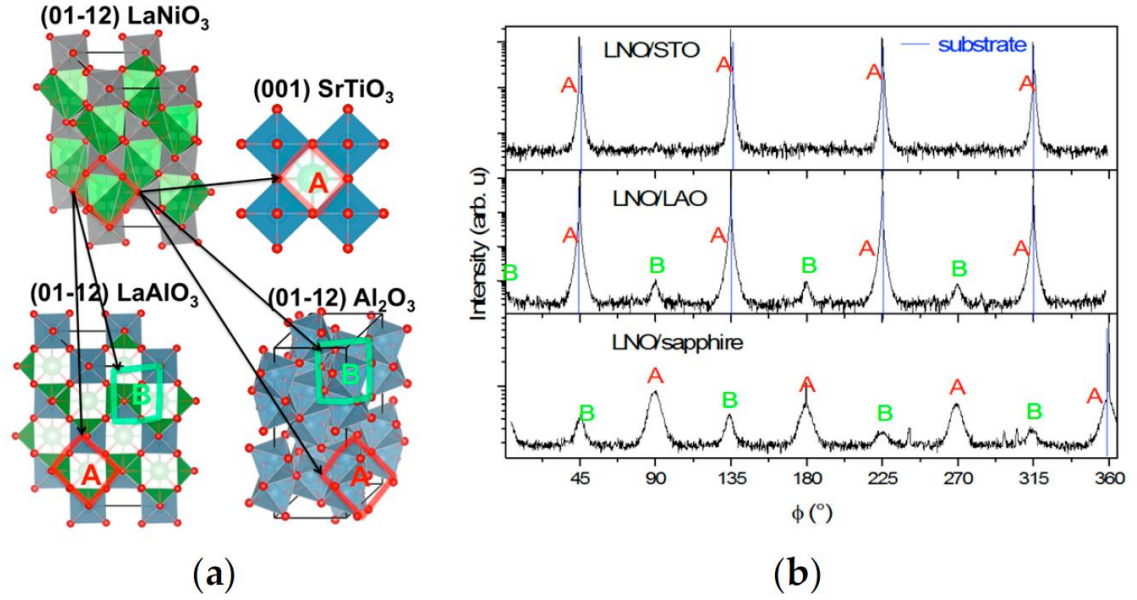 (01-12) LaNiO3
(001) SrTiO3
A
(01-12) LaAlO3
(01-12) Al2O3
B
B
A
A
(a)
LNO/STO
substrate
A
A
A
A
LNO/LAO
A
A
A
A
B
B
B
B
LNO/sapphire
A
A
A
A
B
B
B
B
Intensity (arb. u)
45 90 135 180 225 270 315 360
ϕ (°)
(b)